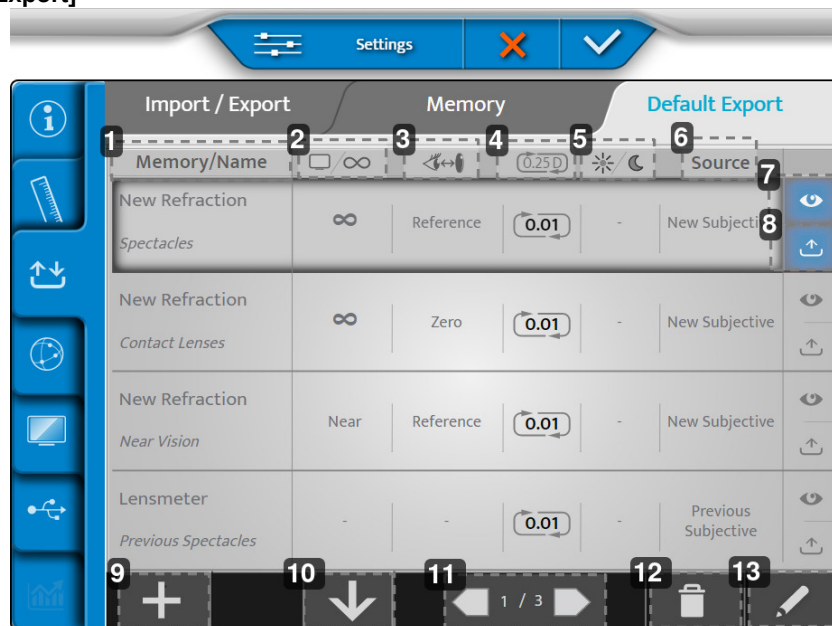 Export]
Settings
Import / Export Memory Default Export
1 2 3 4 5 6
Memory/Name ∞ 0.25 D Source
7
New Refraction
Spectacles
∞ Reference 0.01 - New Subjecti
8
New Refraction
Contact Lenses
∞ Zero 0.01 - New Subjective
New Refraction
Near Vision
Near Reference 0.01 - New Subjective
Lensmeter
Previous Spectacles
- - 0.01 - Previous
Subjective
9 10 11 12 13
1 / 3